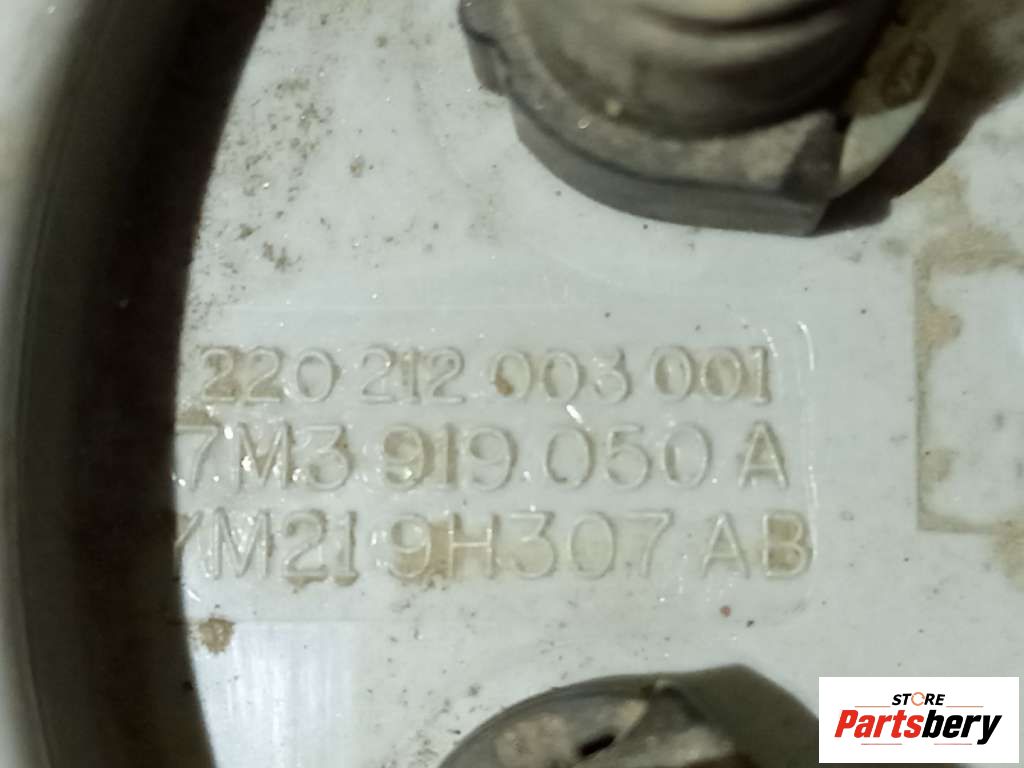 220 212 003 001
7M3 919 050 A
YM21 9H307 AB
STORE
Partsbery